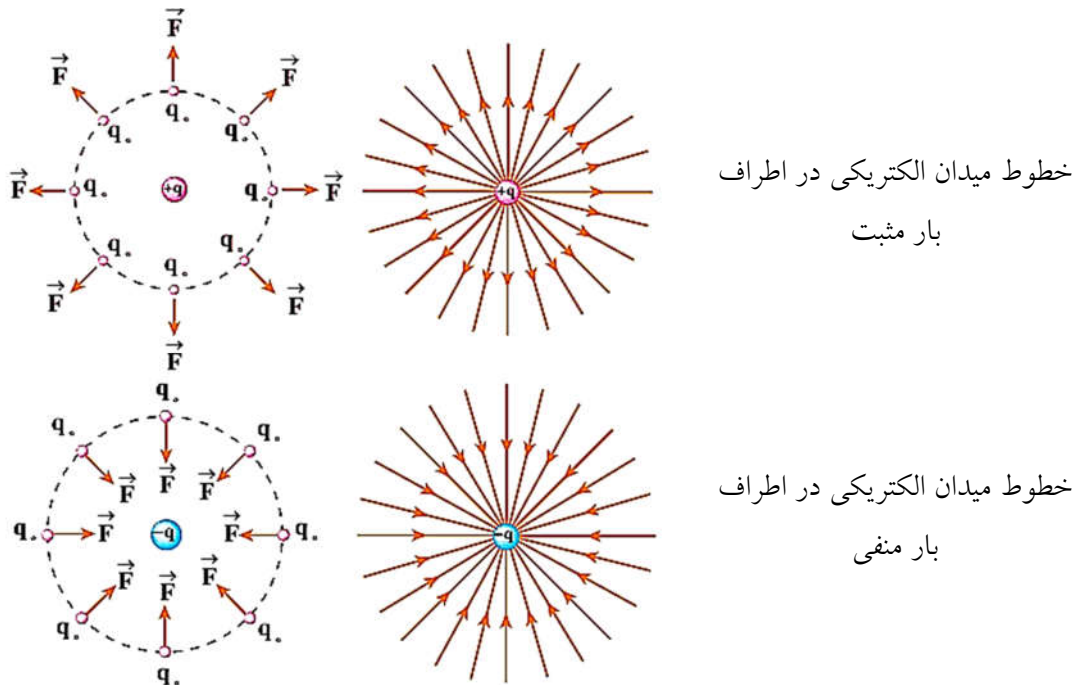 F F F F F F F F
q. q. q. q. q. q. q. q.
+q
+q
خطوط میدان الکتریکی در اطراف
بار مثبت
q. q. q. q. q. q. q. q.
F F F F F F F F
−q
−q
خطوط میدان الکتریکی در اطراف
بار منفی